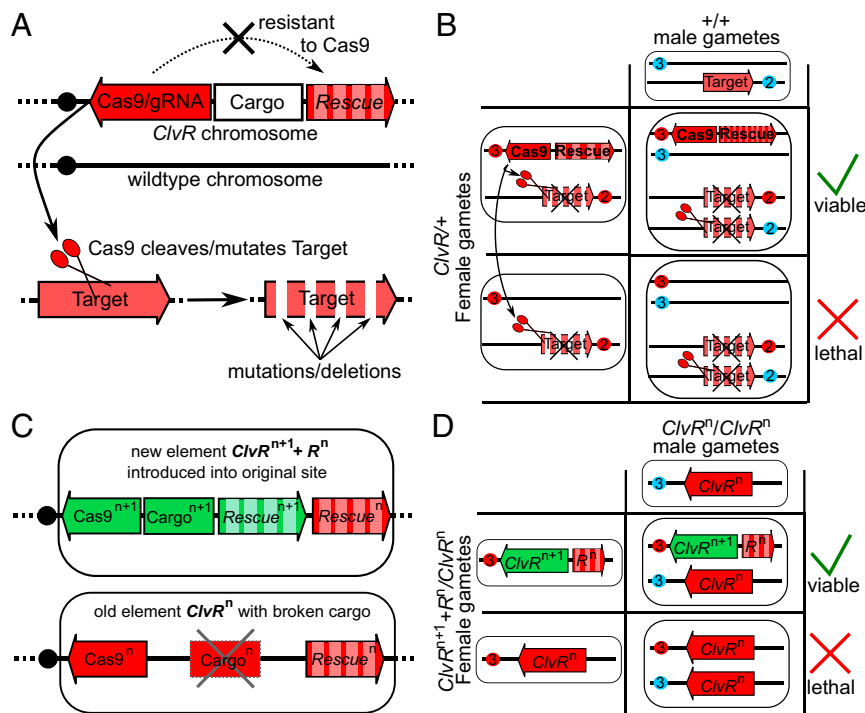 A
resistant
to Cas9
Cas9/gRNA
Cargo
Rescue
ClvR chromosome
wildtype chromosome
Cas9 cleaves/mutates Target
Target
Target
mutations/deletions
B
+/+
male gametes
3
Target 2
ClvR/+
Female gametes
3 Cas9 Rescue
Target 2
3 Cas9 Rescue
3
Target 2
Target 2
viable
3
Target 2
3
3
Target 2
Target 2
lethal
C
new element ClvRⁿ⁺¹+ Rⁿ
introduced into original site
Cas9ⁿ⁺¹ Cargoⁿ⁺¹ Rescueⁿ⁺¹ Rescueⁿ
old element ClvRⁿ with broken cargo
Cas9ⁿ Cargoⁿ Rescueⁿ
D
ClvRⁿ/ClvRⁿ
male gametes
3 ClvRⁿ
ClvRⁿ⁺¹+Rⁿ/ClvRⁿ
Female gametes
3 ClvRⁿ⁺¹ Rⁿ
3 ClvRⁿ⁺¹ Rⁿ
3 ClvRⁿ
viable
3 ClvRⁿ
3 ClvRⁿ
3 ClvRⁿ
lethal